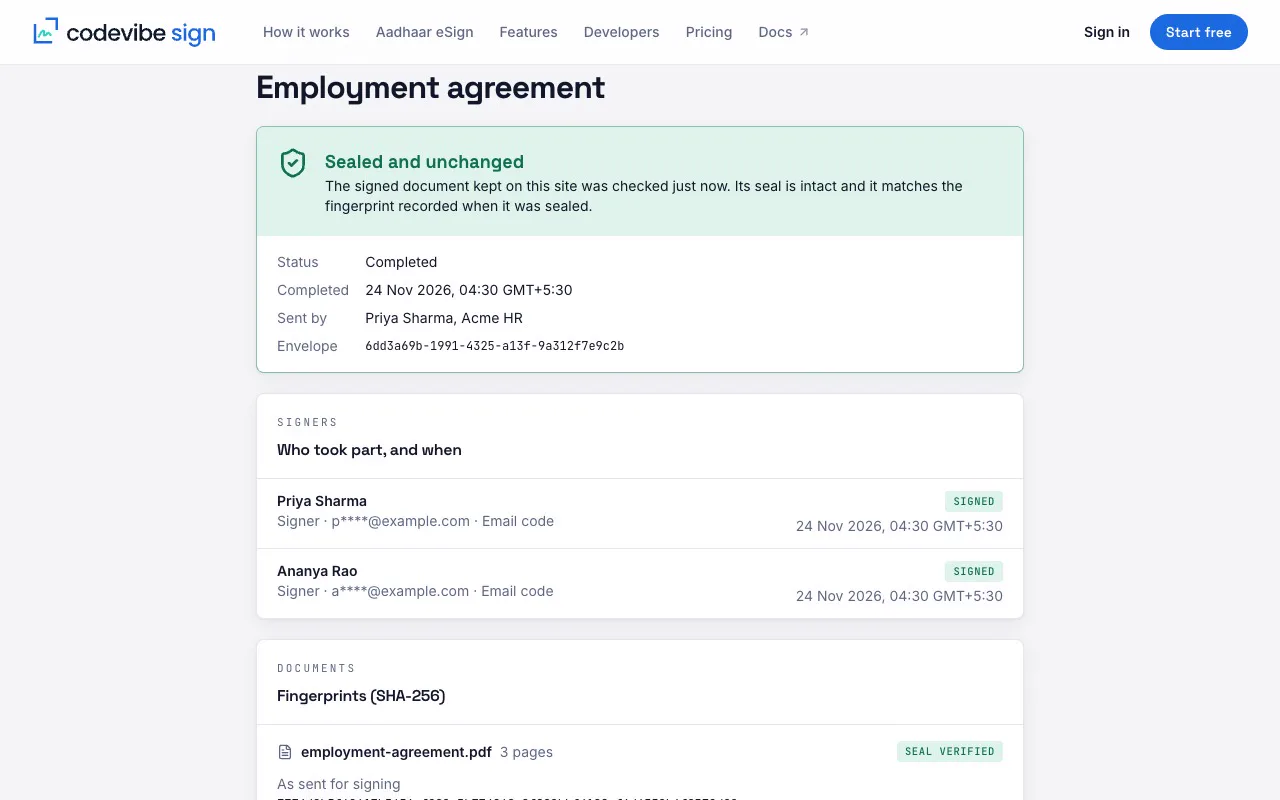 codevibe sign
How it works
Aadhaar eSign
Features
Developers
Pricing
Docs ↗
Sign in
Start free
Employment agreement
Sealed and unchanged
The signed document kept on this site was checked just now. Its seal is intact and it matches the
fingerprint recorded when it was sealed.
Status Completed
Completed 24 Nov 2026, 04:30 GMT+5:30
Sent by Priya Sharma, Acme HR
Envelope 6dd3a69b-1991-4325-a13f-9a312f7e9c2b
SIGNERS
Who took part, and when
Priya Sharma SIGNED
Signer · p****@example.com · Email code 24 Nov 2026, 04:30 GMT+5:30
Ananya Rao SIGNED
Signer · a****@example.com · Email code 24 Nov 2026, 04:30 GMT+5:30
DOCUMENTS
Fingerprints (SHA-256)
employment-agreement.pdf 3 pages SEAL VERIFIED
As sent for signing